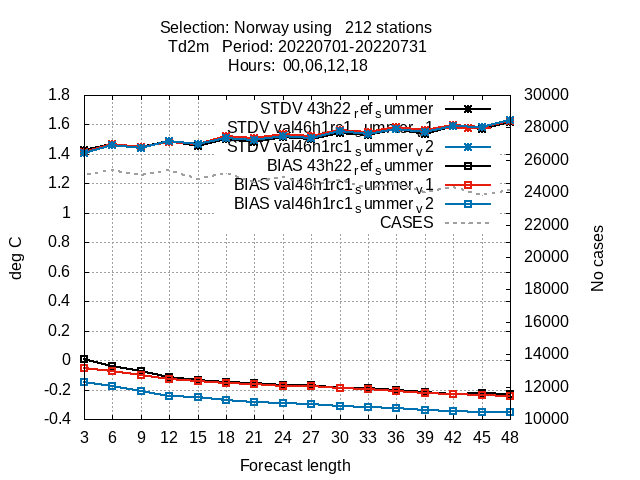 Selection: Norway using 212 stations
Td2m Period: 20220701-20220731
Hours: 00,06,12,18
1.8
1.6
1.4
1.2
1
0.8
0.6
0.4
0.2
0
-0.2
-0.4
deg C
STDV 43h22_ref_summer
STDV val46h1rc1_summer_v1
STDV val46h1rc1_summer_v2
BIAS 43h22_ref_summer
BIAS val46h1rc1_summer_v1
BIAS val46h1rc1_summer_v2
CASES
30000
28000
26000
24000
22000
20000
18000
16000
14000
12000
10000
No cases
3 6 9 12 15 18 21 24 27 30 33 36 39 42 45 48
Forecast length